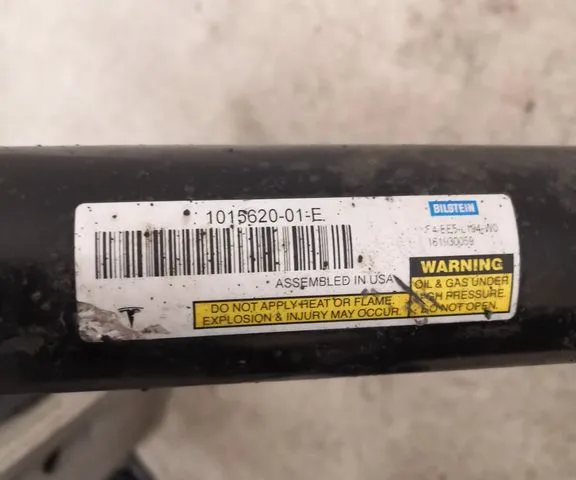 1015620-01-E
BILSTEIN
161930059
ASSEMBLED IN USA
WARNING
OIL & GAS UNDER
HIGH PRESSURE.
DO NOT OPEN.
DO NOT APPLY HEAT OR FLAME.
EXPLOSION & INJURY MAY OCCUR.